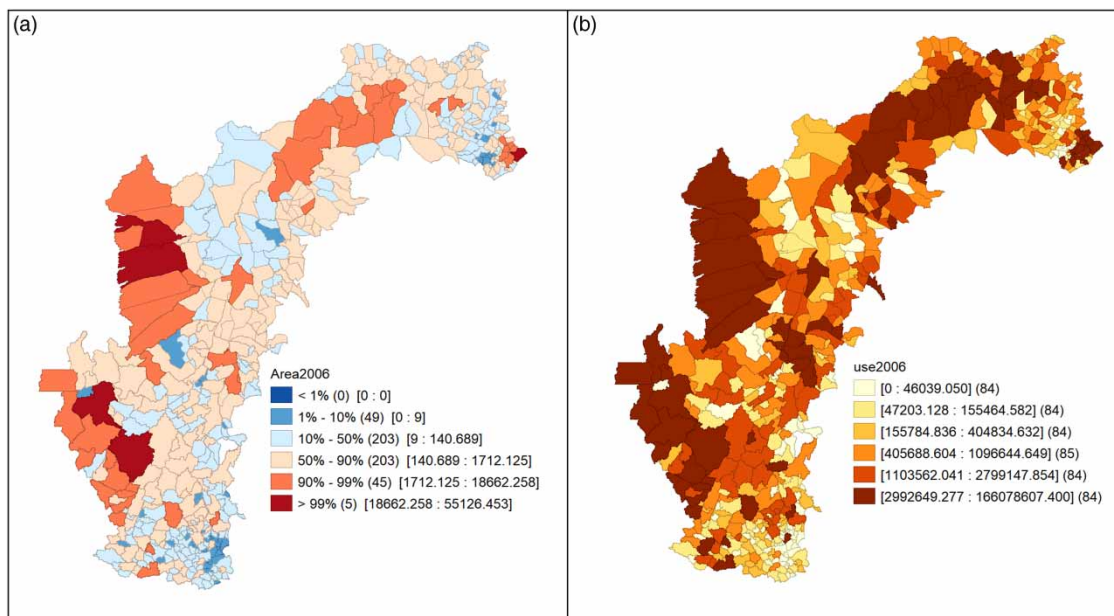 (a)
Area2006
< 1% (0) [0 : 0]
1% - 10% (49) [0 : 9]
10% - 50% (203) [9 : 140.689]
50% - 90% (203) [140.689 : 1712.125]
90% - 99% (45) [1712.125 : 18662.258]
> 99% (5) [18662.258 : 55126.453]
(b)
use2006
[0 : 46039.050] (84)
[47203.128 : 155464.582] (84)
[155784.836 : 404834.632] (84)
[405688.604 : 1096644.649] (85)
[1103562.041 : 2799147.854] (84)
[2992649.277 : 166078607.400] (84)